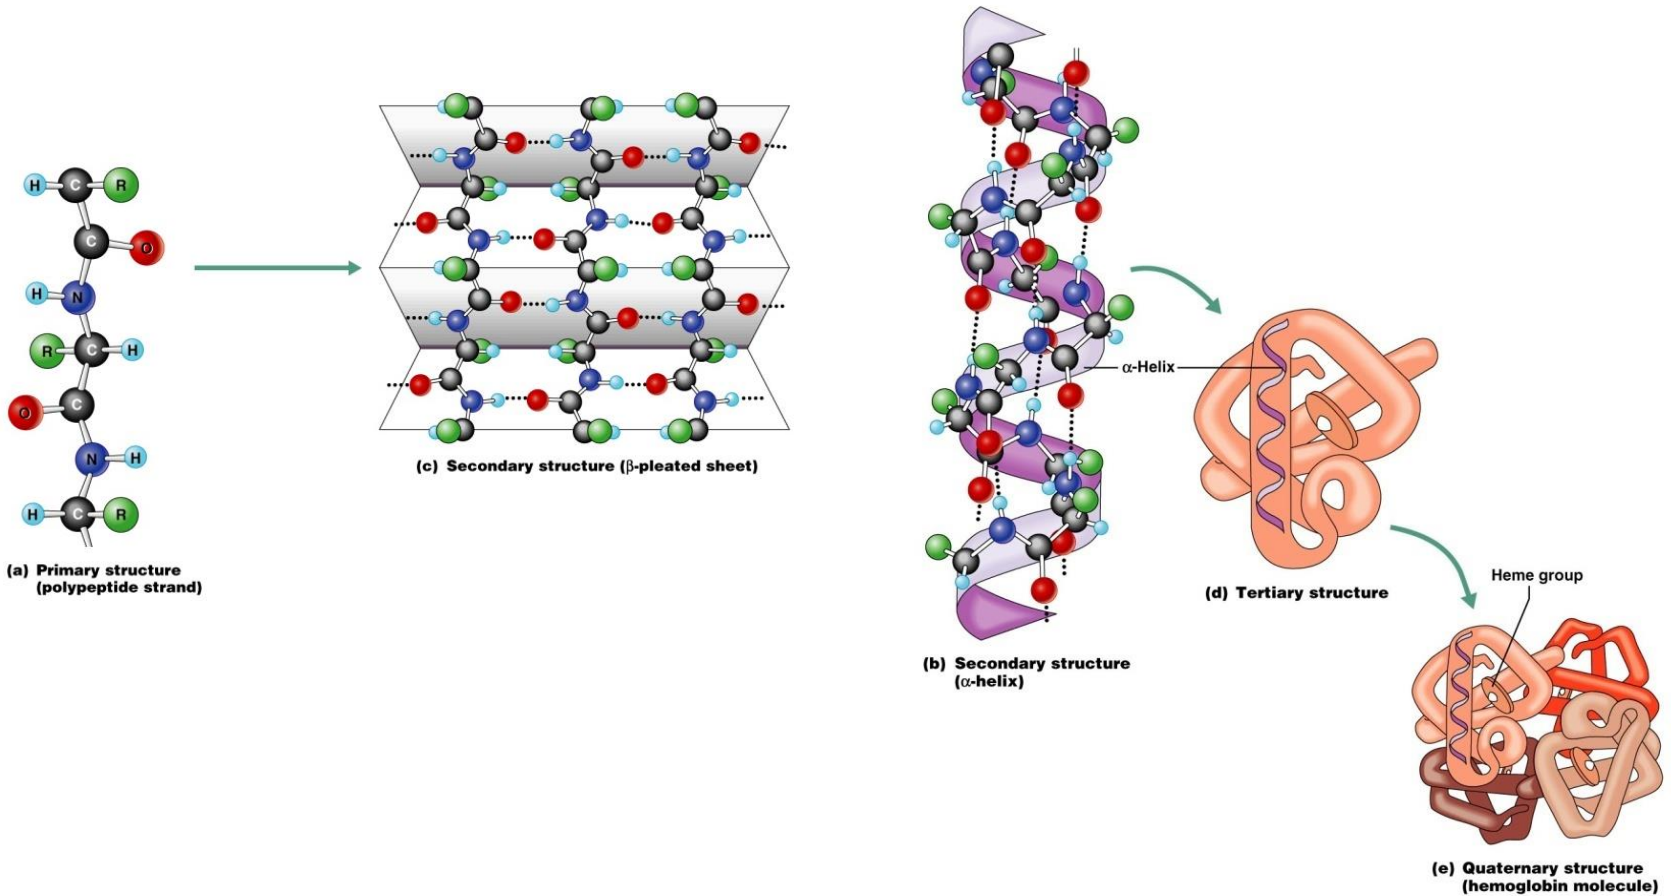 H C R
C O
H N
R C H
O C
N H
H C R
(a) Primary structure
(polypeptide strand)
(c) Secondary structure (β-pleated sheet)
α-Helix
(b) Secondary structure
(α-helix)
(d) Tertiary structure
Heme group
(e) Quaternary structure
(hemoglobin molecule)